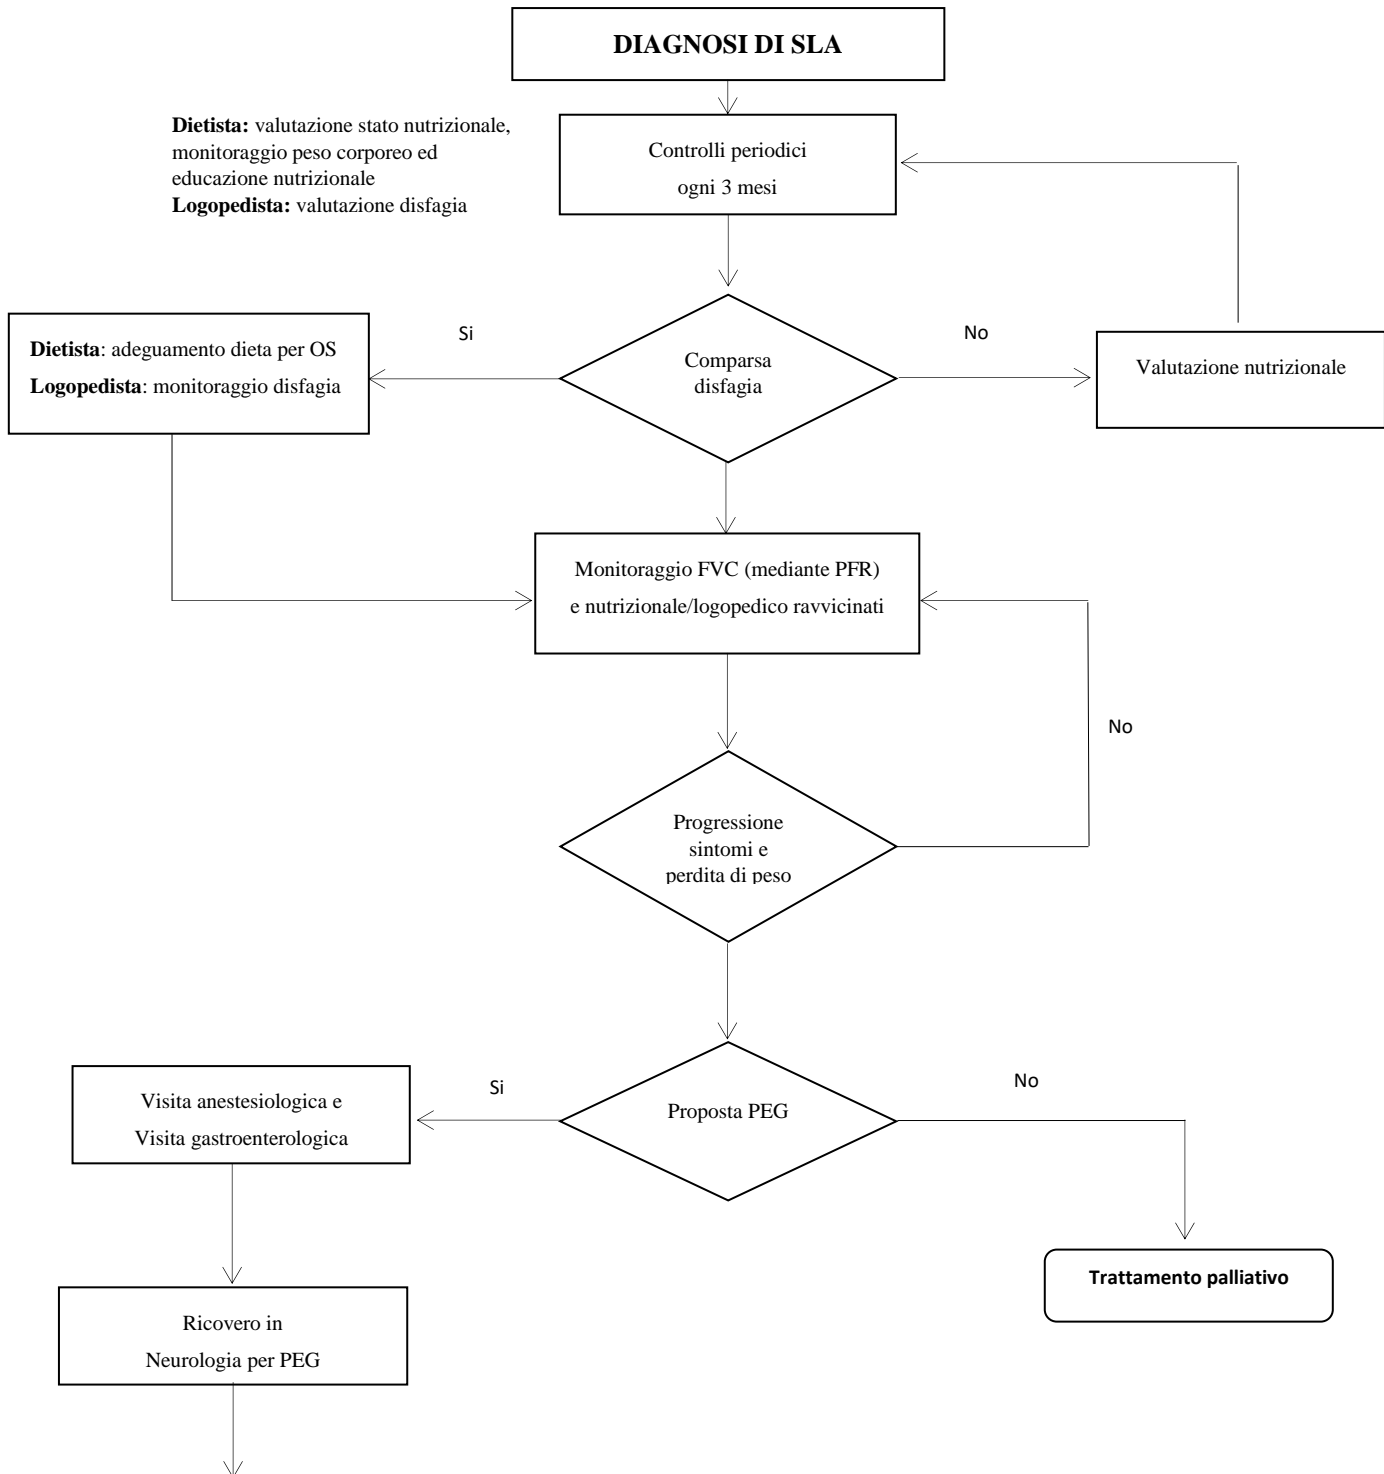 DIAGNOSI DI SLA
Dietista: valutazione stato nutrizionale,
monitoraggio peso corporeo ed
educazione nutrizionale
Logopedista: valutazione disfagia
Controlli periodici
ogni 3 mesi
Si
No
Dietista: adeguamento dieta per OS
Logopedista: monitoraggio disfagia
Comparsa
disfagia
Valutazione nutrizionale
Monitoraggio FVC (mediante PFR)
e nutrizionale/logopedico ravvicinati
No
Progressione
sintomi e
perdita di peso
Si
No
Visita anestesiologica e
Visita gastroenterologica
Proposta PEG
Trattamento palliativo
Ricovero in
Neurologia per PEG